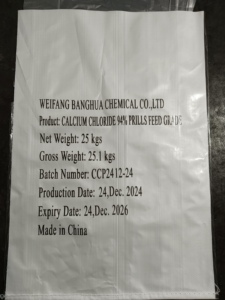 WEIFANG BANGHUA CHEMICAL CO.,LTD
Product: CALCIUM CHLORIDE 94% PRILLS FEED GRADE
Net Weight: 25 kgs
Gross Weight: 25.1 kgs
Batch Number: CCP2412-24
Production Date: 24,Dec. 2024
Expiry Date: 24,Dec. 2026
Made in China